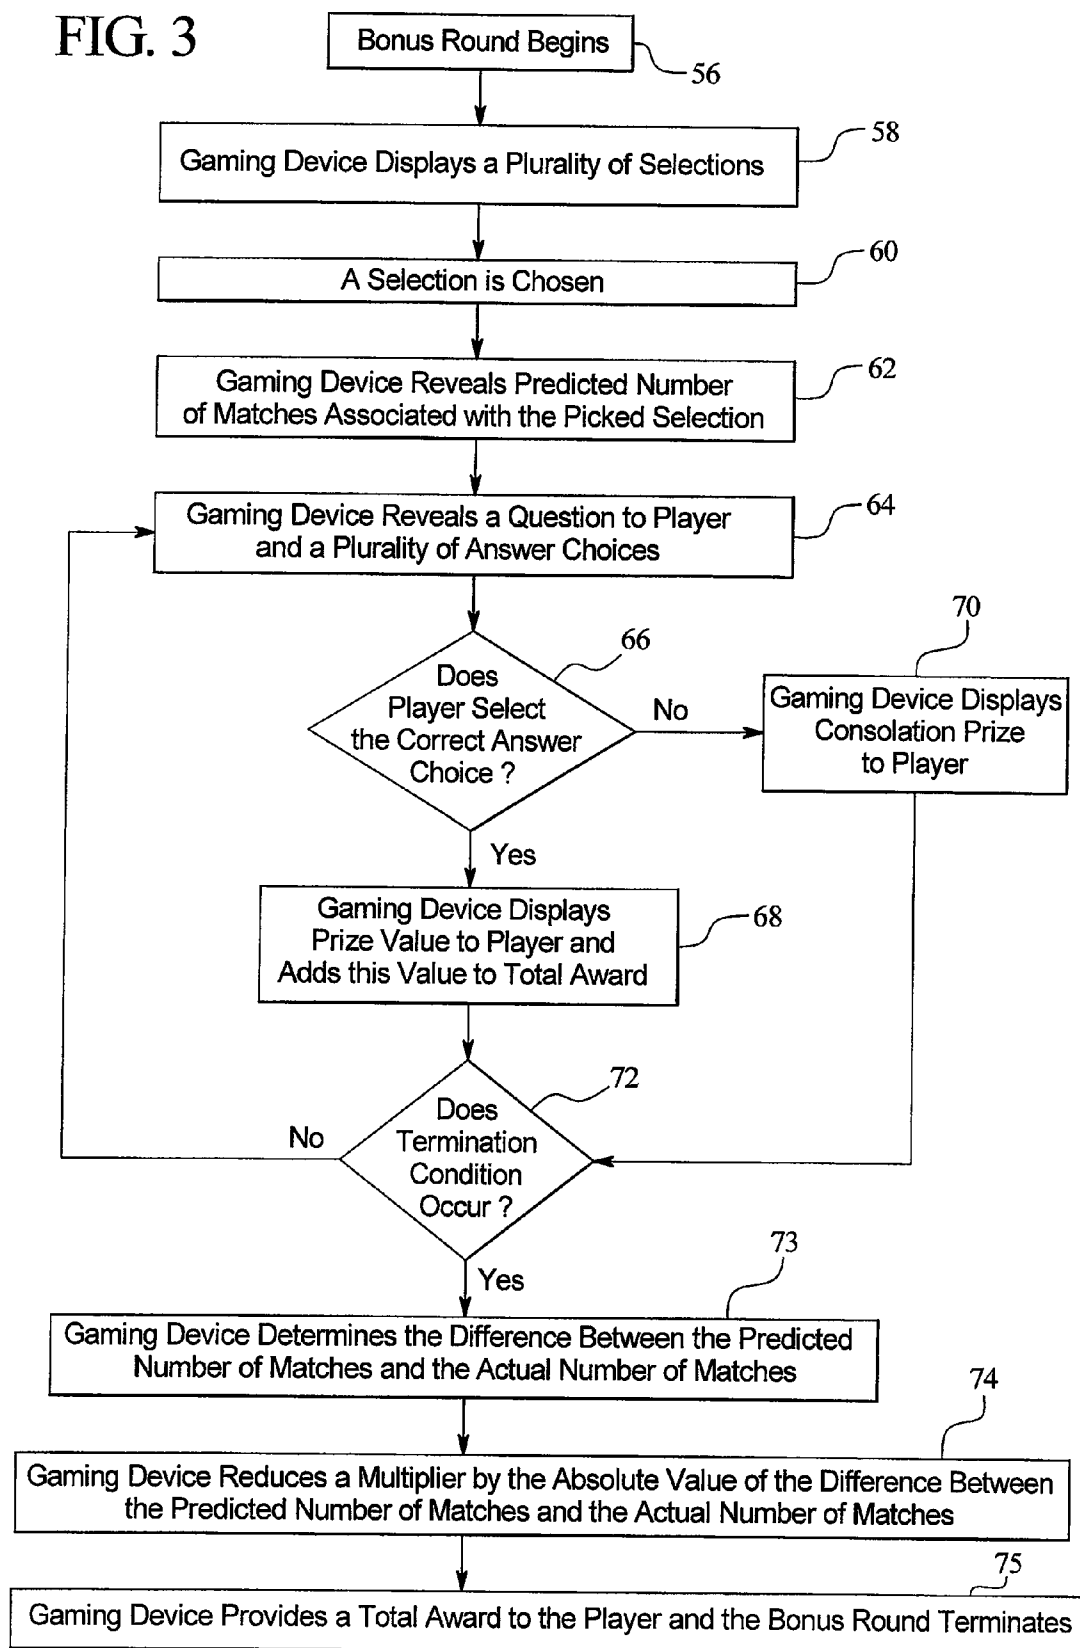 FIG. 3
Bonus Round Begins
56
58
Gaming Device Displays a Plurality of Selections
60
A Selection is Chosen
62
Gaming Device Reveals Predicted Number
of Matches Associated with the Picked Selection
64
Gaming Device Reveals a Question to Player
and a Plurality of Answer Choices
66
Does
Player Select
the Correct Answer
Choice ?
No
70
Gaming Device Displays
Consolation Prize
to Player
Yes
68
Gaming Device Displays
Prize Value to Player and
Adds this Value to Total Award
72
Does
Termination
Condition
Occur ?
No
Yes
73
Gaming Device Determines the Difference Between the Predicted
Number of Matches and the Actual Number of Matches
74
Gaming Device Reduces a Multiplier by the Absolute Value of the Difference Between
the Predicted Number of Matches and the Actual Number of Matches
75
Gaming Device Provides a Total Award to the Player and the Bonus Round Terminates